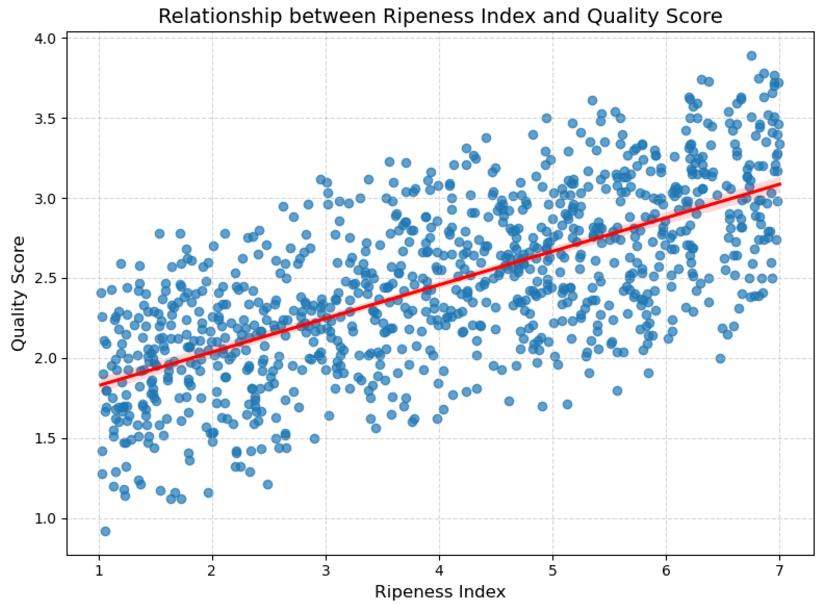 Relationship between Ripeness Index and Quality Score
4.0
3.5
3.0
2.5
2.0
1.5
1.0
Quality Score
1 2 3 4 5 6 7
Ripeness Index